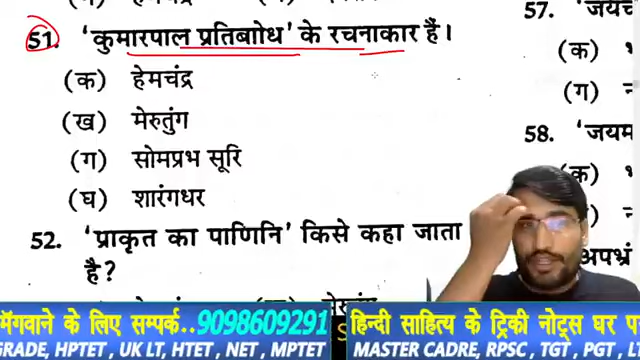 51. 'कुमारपाल प्रतिबाोध' के रचनाकार हैं।
(क) हेमचंद्र
(ख) मेरुतुंग
(ग) सोमप्रभ सूरि
(घ) शारंगधर
52. 'प्राकृत का पाणिनि' किसे कहा जाता
है?
57.
(क)
(ग)
58. 'जयम
मॅगवाने के लिए सम्पर्क..9098609291
हिन्दी साहित्य के ट्रिकी नोट्स घर
GRADE, HPTET , UK LT, HTET , NET , MPTET
MASTER CADRE, RPSC , TGT , PGT ,